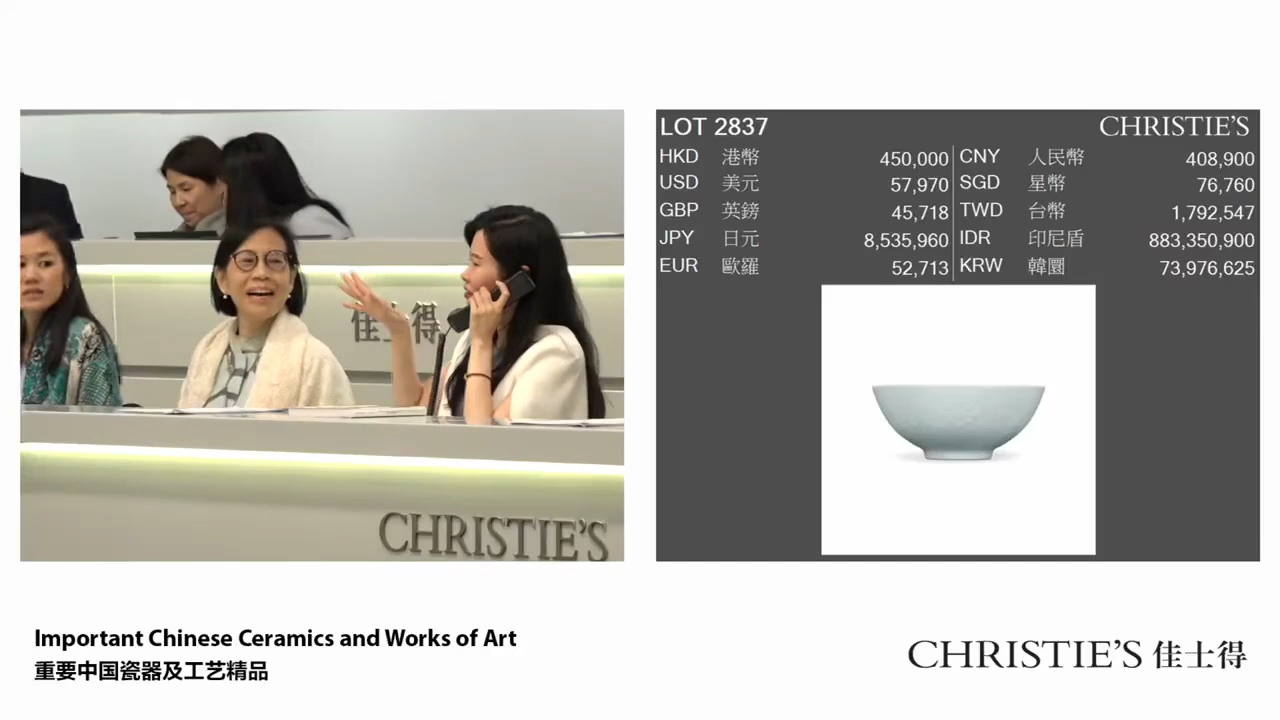 佳士得
CHRISTIE'S
LOT 2837
CHRISTIE'S
HKD 港幣 450,000 CNY 人民幣 408,900
USD 美元 57,970 SGD 星幣 76,760
GBP 英鎊 45,718 TWD 台幣 1,792,547
JPY 日元 8,535,960 IDR 印尼盾 883,350,900
EUR 歐羅 52,713 KRW 韓圜 73,976,625
Important Chinese Ceramics and Works of Art
重要中国瓷器及工艺精品
CHRISTIE'S 佳士得